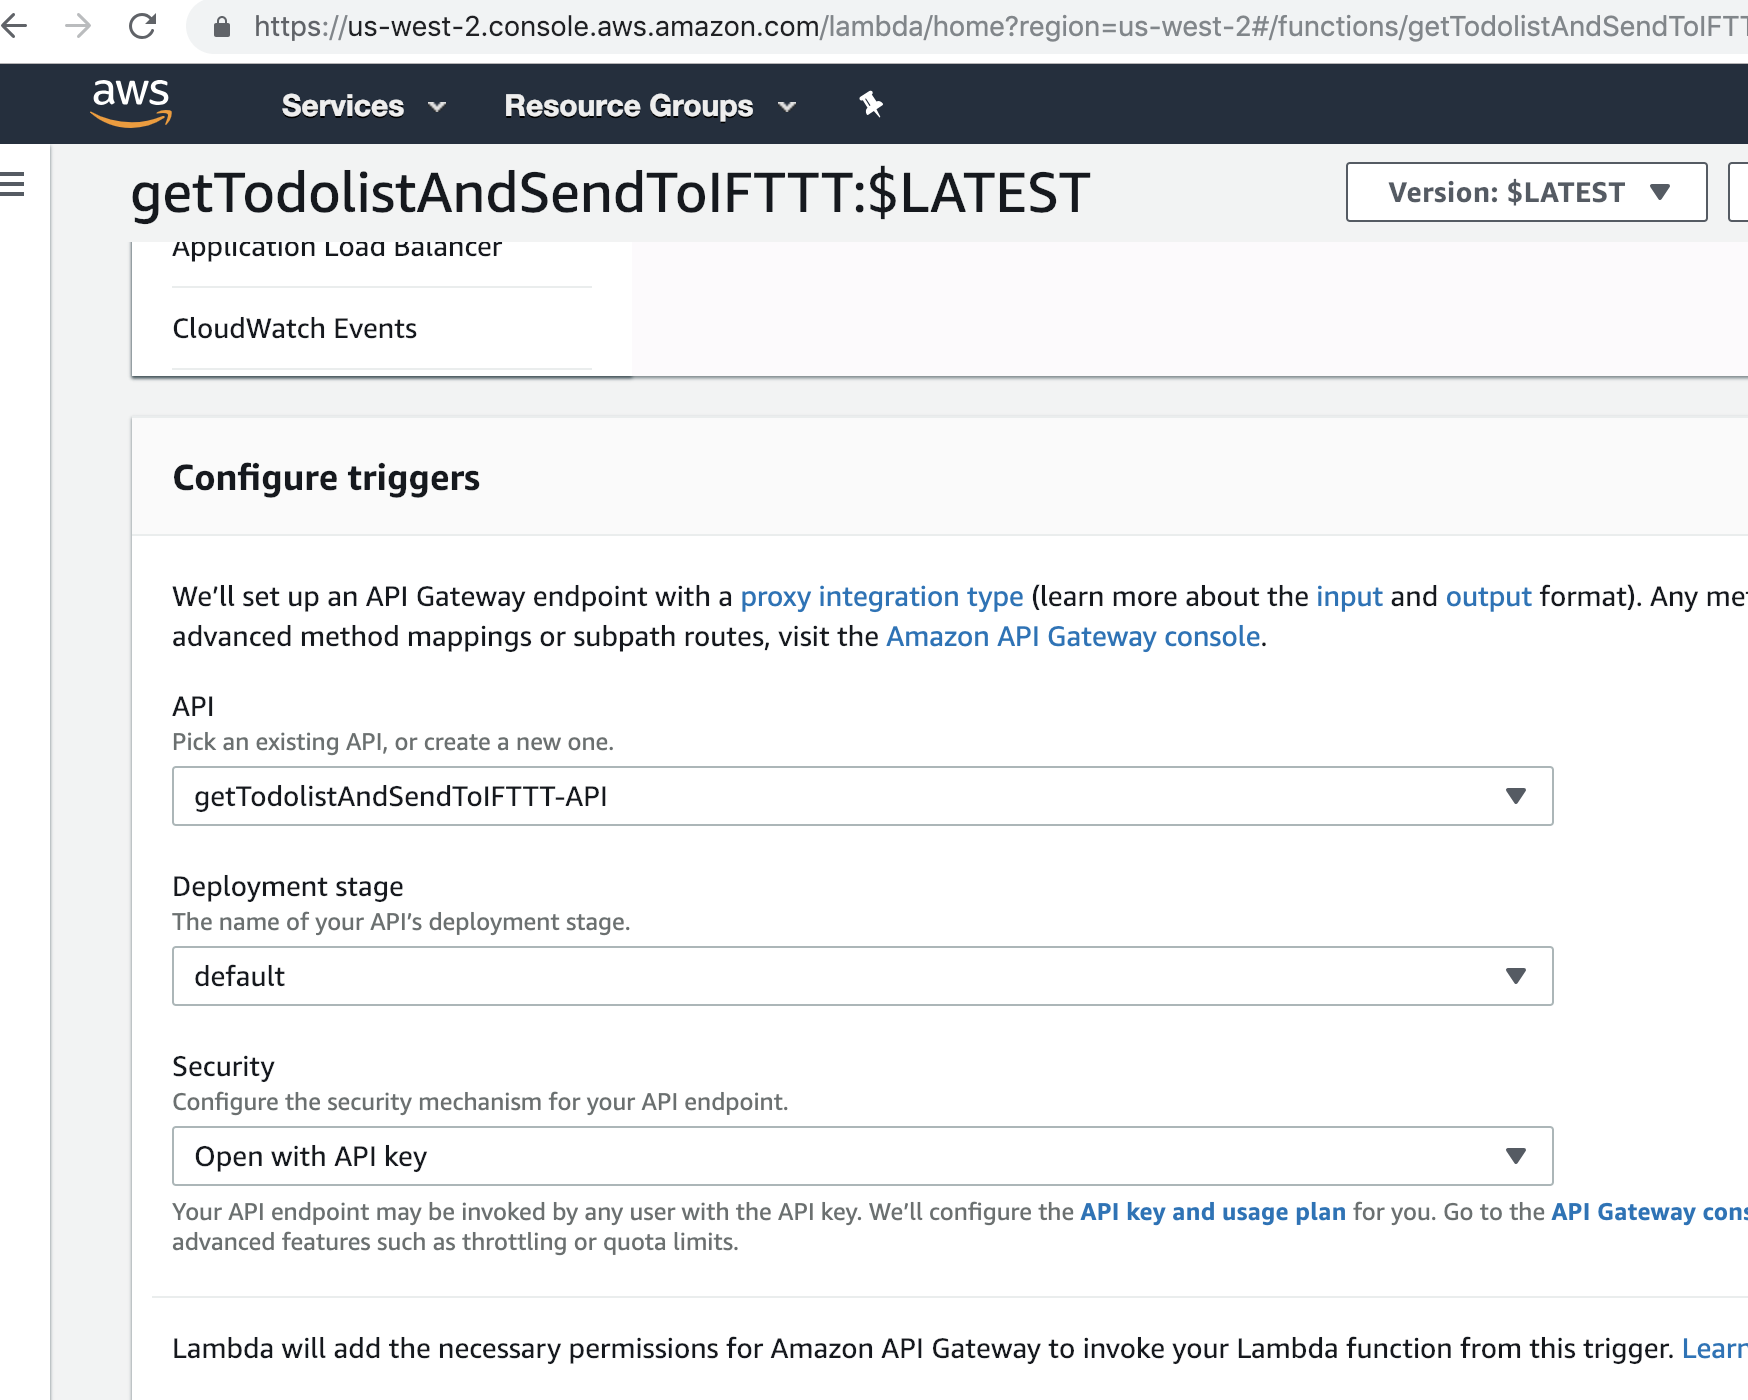 https://us-west-2.console.aws.amazon.com/lambda/home?region=us-west-2#/functions/getTodolistAndSendToIFTT
aws Services Resource Groups
getTodolistAndSendToIFTTT:$LATEST Version: $LATEST
Application Load Balancer
CloudWatch Events
Configure triggers
We’ll set up an API Gateway endpoint with a proxy integration type (learn more about the input and output format). Any me
advanced method mappings or subpath routes, visit the Amazon API Gateway console.
API
Pick an existing API, or create a new one.
getTodolistAndSendToIFTTT-API
Deployment stage
The name of your API’s deployment stage.
default
Security
Configure the security mechanism for your API endpoint.
Open with API key
Your API endpoint may be invoked by any user with the API key. We’ll configure the API key and usage plan for you. Go to the API Gateway cons
advanced features such as throttling or quota limits.
Lambda will add the necessary permissions for Amazon API Gateway to invoke your Lambda function from this trigger. Learn